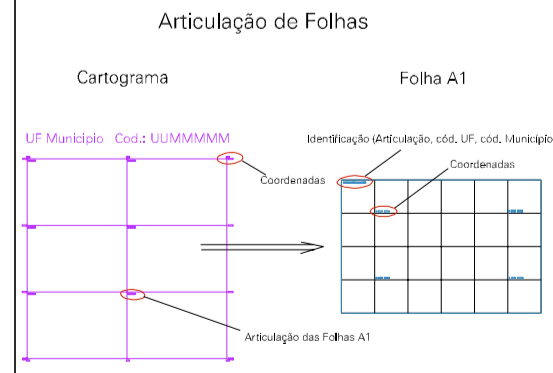 Articulação de Folhas
Cartograma
Folha A1
UF Municipio Cod.: UUMMMMM
Identificação (Articulação, cód. UF, cód. Município
Coordenadas
Coordenadas
Articulação das Folhas A1